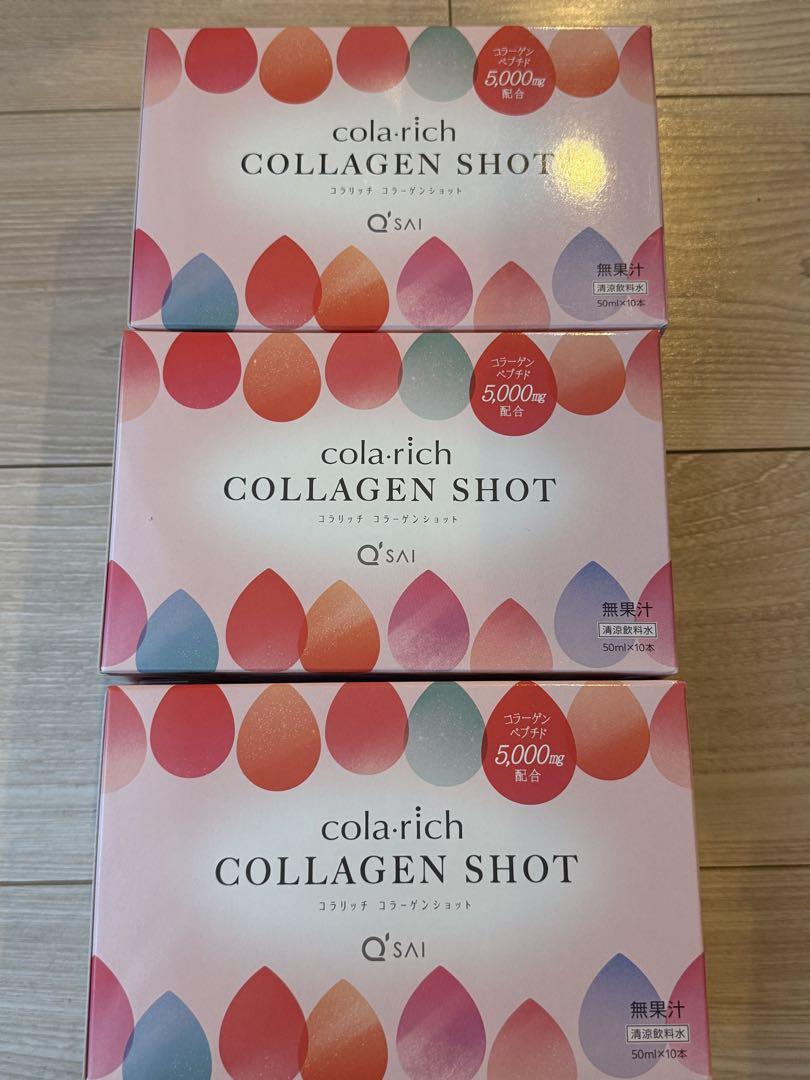 コラーゲン
ペプチド
5,000mg
配合
cola·rich
COLLAGEN SHOT
コラリッチ コラーゲンショット
Q'SAI
無果汁
清涼飲料水
50ml×10本
コラーゲン
ペプチド
5,000mg
配合
cola·rich
COLLAGEN SHOT
コラリッチ コラーゲンショット
Q'SAI
無果汁
清涼飲料水
50ml×10本
コラーゲン
ペプチド
5,000mg
配合
cola·rich
COLLAGEN SHOT
コラリッチ コラーゲンショット
Q'SAI
無果汁
清涼飲料水
50ml×10本